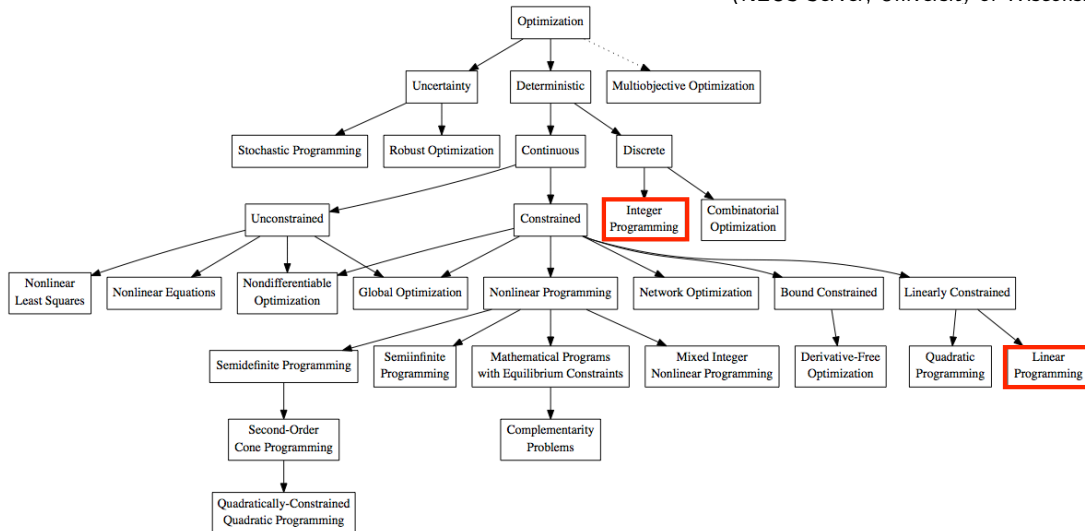 Optimization
Uncertainty
Deterministic
Multiobjective Optimization
Stochastic Programming
Robust Optimization
Continuous
Discrete
Unconstrained
Constrained
Integer
Programming
Combinatorial
Optimization
Nonlinear
Least Squares
Nonlinear Equations
Nondifferentiable
Optimization
Global Optimization
Nonlinear Programming
Network Optimization
Bound Constrained
Linearly Constrained
Semidefinite Programming
Semiinfinite
Programming
Mathematical Programs
with Equilibrium Constraints
Mixed Integer
Nonlinear Programming
Derivative-Free
Optimization
Quadratic
Programming
Linear
Programming
Second-Order
Cone Programming
Complementarity
Problems
Quadratically-Constrained
Quadratic Programming